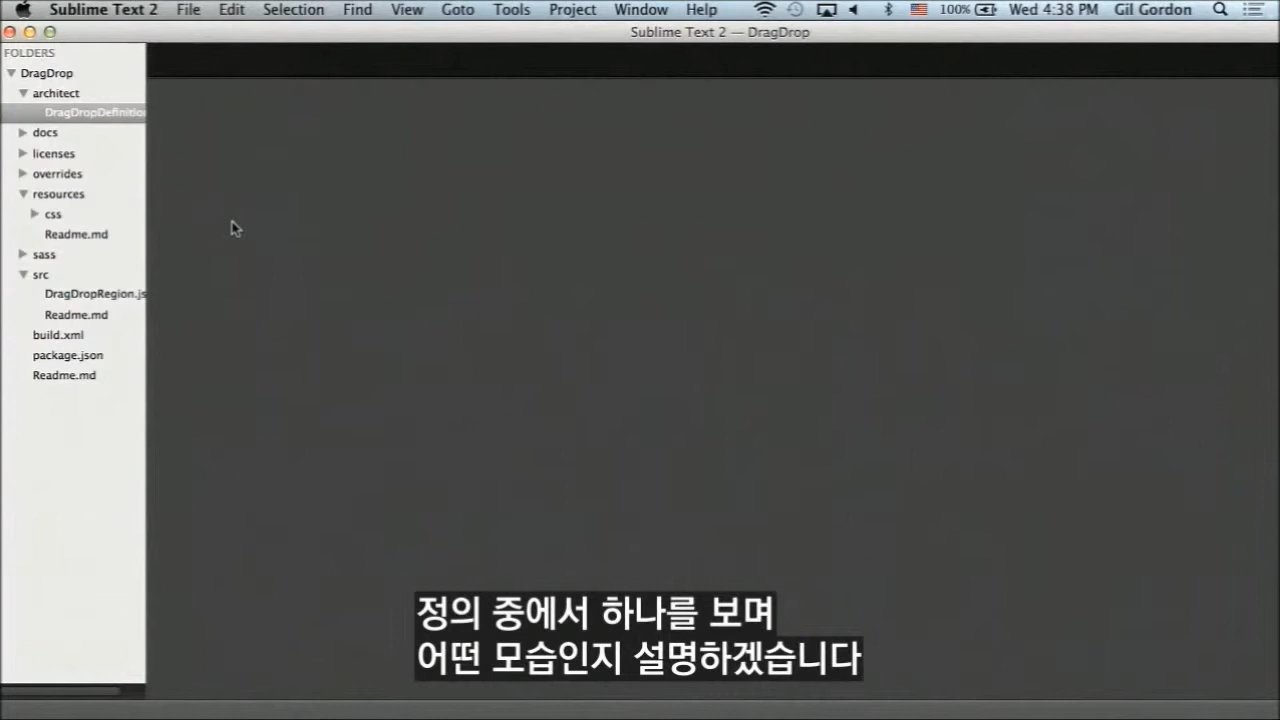 Sublime Text 2 File Edit Selection Find View Goto Tools Project Window Help 100% Wed 4:38 PM Gil Gordon
Sublime Text 2 — DragDrop
FOLDERS
DragDrop
architect
DragDropDefinition
docs
licenses
overrides
resources
css
Readme.md
sass
src
DragDropRegion.js
Readme.md
build.xml
package.json
Readme.md
정의 중에서 하나를 보며
어떤 모습인지 설명하겠습니다